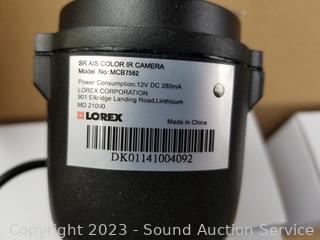 SR AIS COLOR IR CAMERA
Model No: MCB7562
Power Consumption: 12V DC 280mA
LOREX CORPORATION
901 Elkridge Landing Road, Linthicum
MD 21090
LOREX
Made in China
DK01141004092
Copyright 2023 - Sound Auction Service